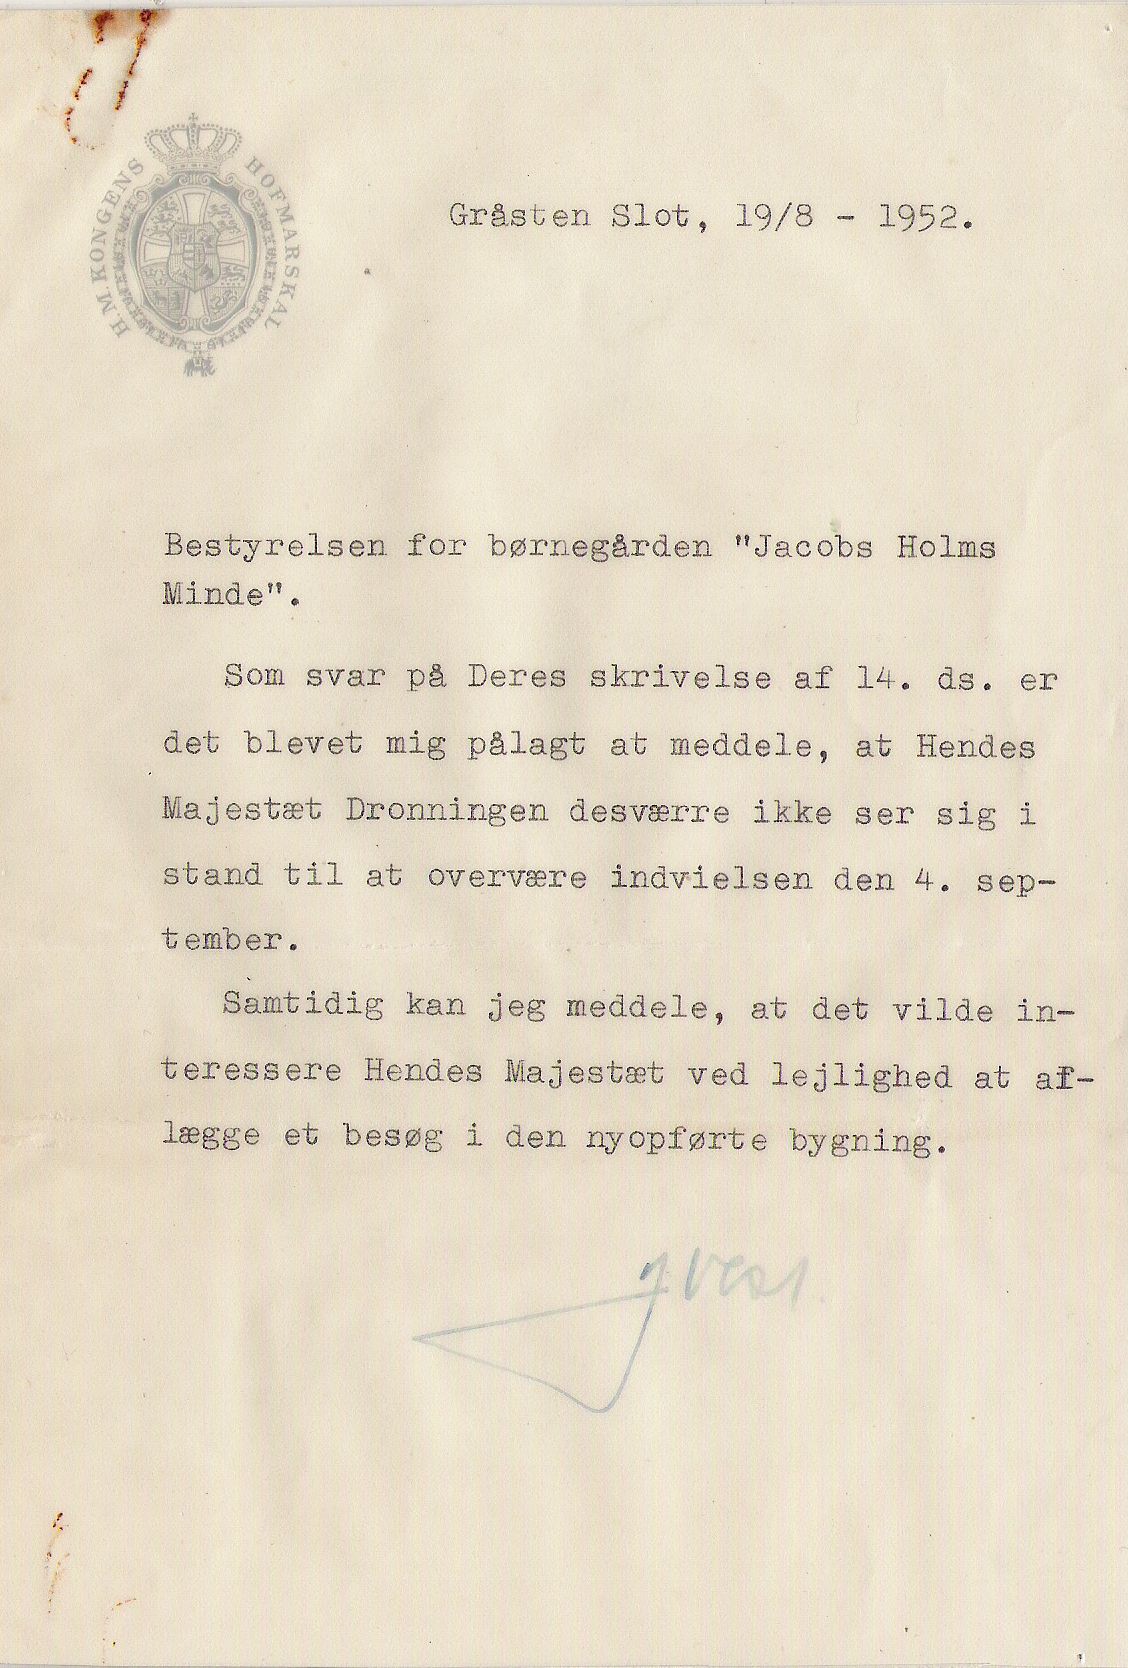 H.M.KONGENS HOFMARSKAL
Gråsten Slot, 19/8 - 1952.
Bestyrelsen for børnegården "Jacobs Holms
Minde".
Som svar på Deres skrivelse af 14. ds. er
det blevet mig pålagt at meddele, at Hendes
Majestæt Dronningen desværre ikke ser sig i
stand til at overvære indvielsen den 4. sep-
tember.
Samtidig kan jeg meddele, at det vilde in-
teressere Hendes Majestæt ved lejlighed at af-
lægge et besøg i den nyopførte bygning.